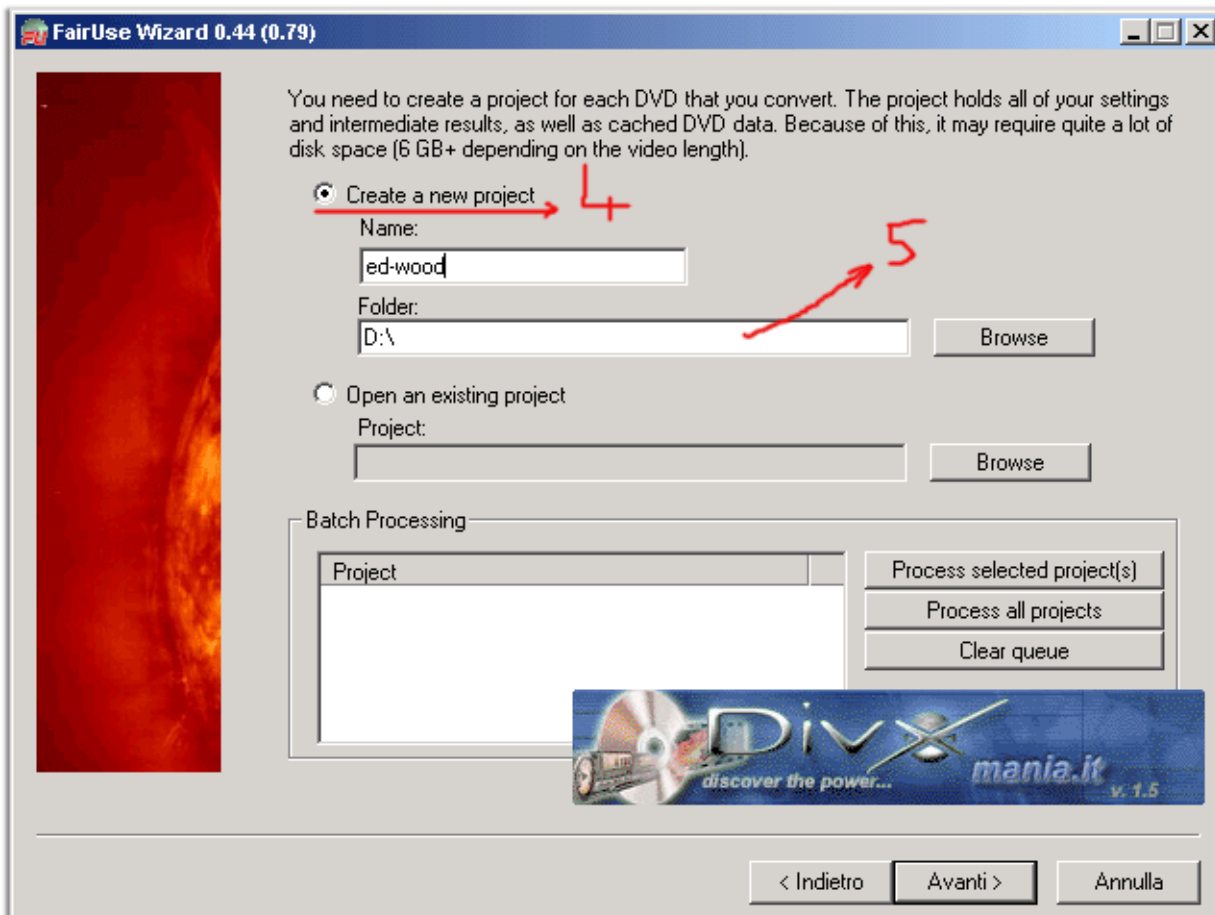 FairUse Wizard 0.44 (0.79)
You need to create a project for each DVD that you convert. The project holds all of your settings
and intermediate results, as well as cached DVD data. Because of this, it may require quite a lot of
disk space (6 GB+ depending on the video length).
Create a new project
4
Name:
ed-wood
5
Folder:
D:\
Browse
Open an existing project
Project:
Browse
Batch Processing
Project
Process selected project(s)
Process all projects
Clear queue
DivX
mania.it
discover the power...
v. 1.5
< Indietro
Avanti >
Annulla